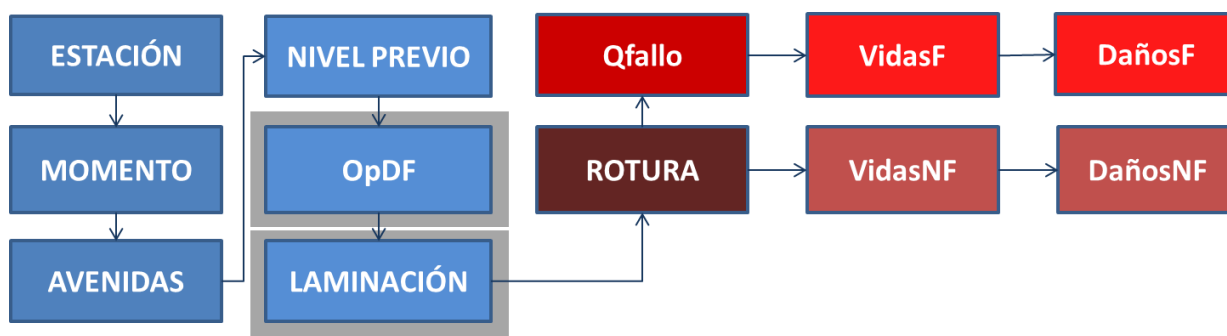 ESTACIÓN
MOMENTO
AVENIDAS
NIVEL PREVIO
OpDF
LAMINACIÓN
ROTURA
Qfallo
VidasF
DañosF
VidasNF
DañosNF